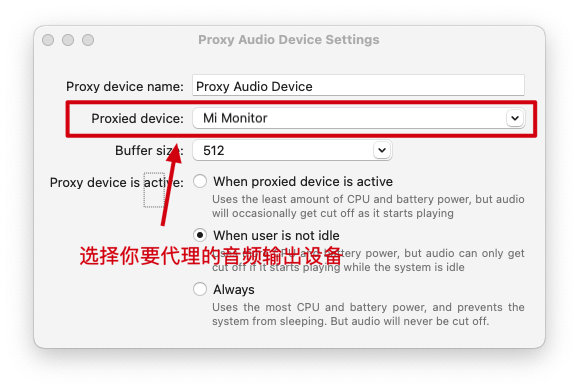 Proxy Audio Device Settings
Proxy device name: Proxy Audio Device
Proxied device: Mi Monitor
Buffer size: 512
Proxy device is active: When proxied device is active
Uses the least amount of CPU and battery power, but audio
will occasionally get cut off as it starts playing
When user is not idle
选择你要代理的音频输出设备
battery power, but audio can only get
cut off if it starts playing while the system is idle
Always
Uses the most CPU and battery power, and prevents the
system from sleeping. But audio will never be cut off.